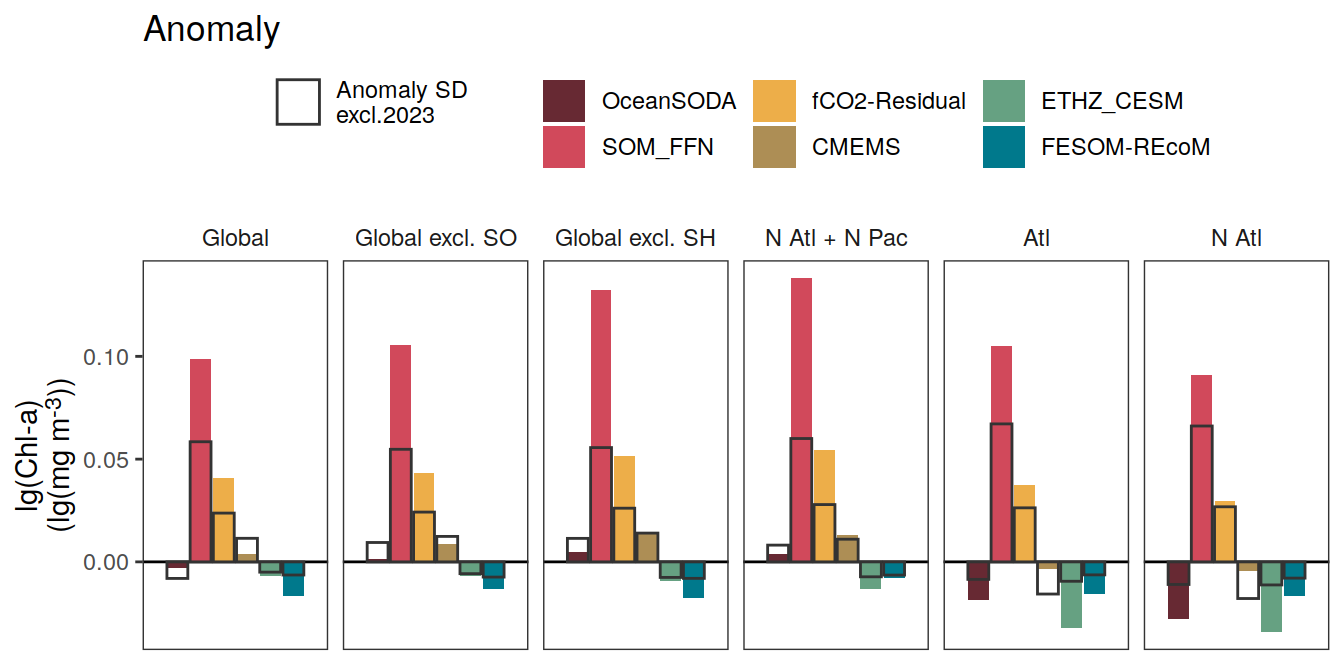 Anomaly
Anomaly SD
excl.2023
OceanSODA
SOM_FFN
fCO2-Residual
CMEMS
ETHZ_CESM
FESOM-REcoM
Global
Global excl. SO
Global excl. SH
N Atl + N Pac
Atl
N Atl
lg(Chl-a)
(lg(mg m⁻³))
0.10
0.05
0.00